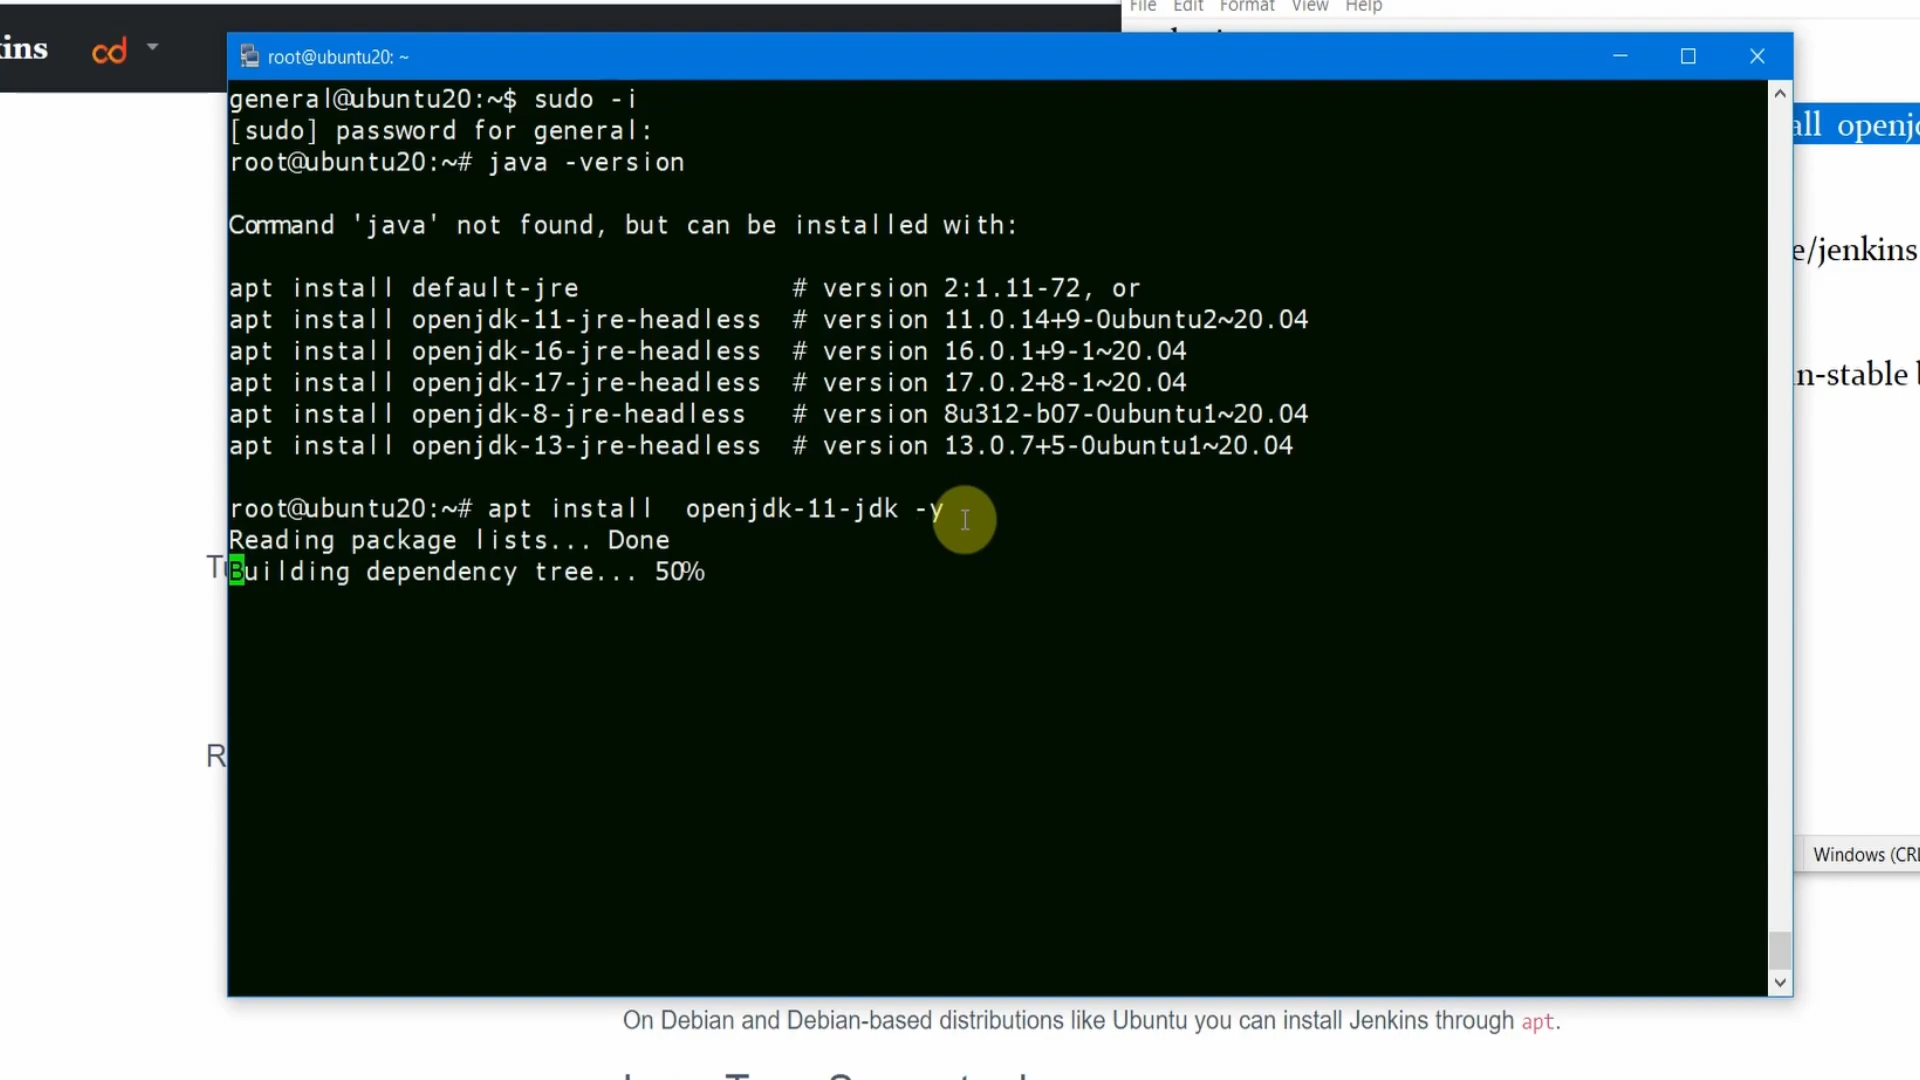 File Edit Format View Help
kins cd
root@ubuntu20: ~
general@ubuntu20:~$ sudo -i
[sudo] password for general:
root@ubuntu20:~# java -version
Command 'java' not found, but can be installed with:
apt install default-jre # version 2:1.11-72, or
apt install openjdk-11-jre-headless # version 11.0.14+9-0ubuntu2~20.04
apt install openjdk-16-jre-headless # version 16.0.1+9-1~20.04
apt install openjdk-17-jre-headless # version 17.0.2+8-1~20.04
apt install openjdk-8-jre-headless # version 8u312-b07-0ubuntu1~20.04
apt install openjdk-13-jre-headless # version 13.0.7+5-0ubuntu1~20.04
root@ubuntu20:~# apt install  openjdk-11-jdk -y
Reading package lists... Done
Building dependency tree... 50%
all openjd
e/jenkins
n-stable
Windows (CRL
On Debian and Debian-based distributions like Ubuntu you can install Jenkins through apt.